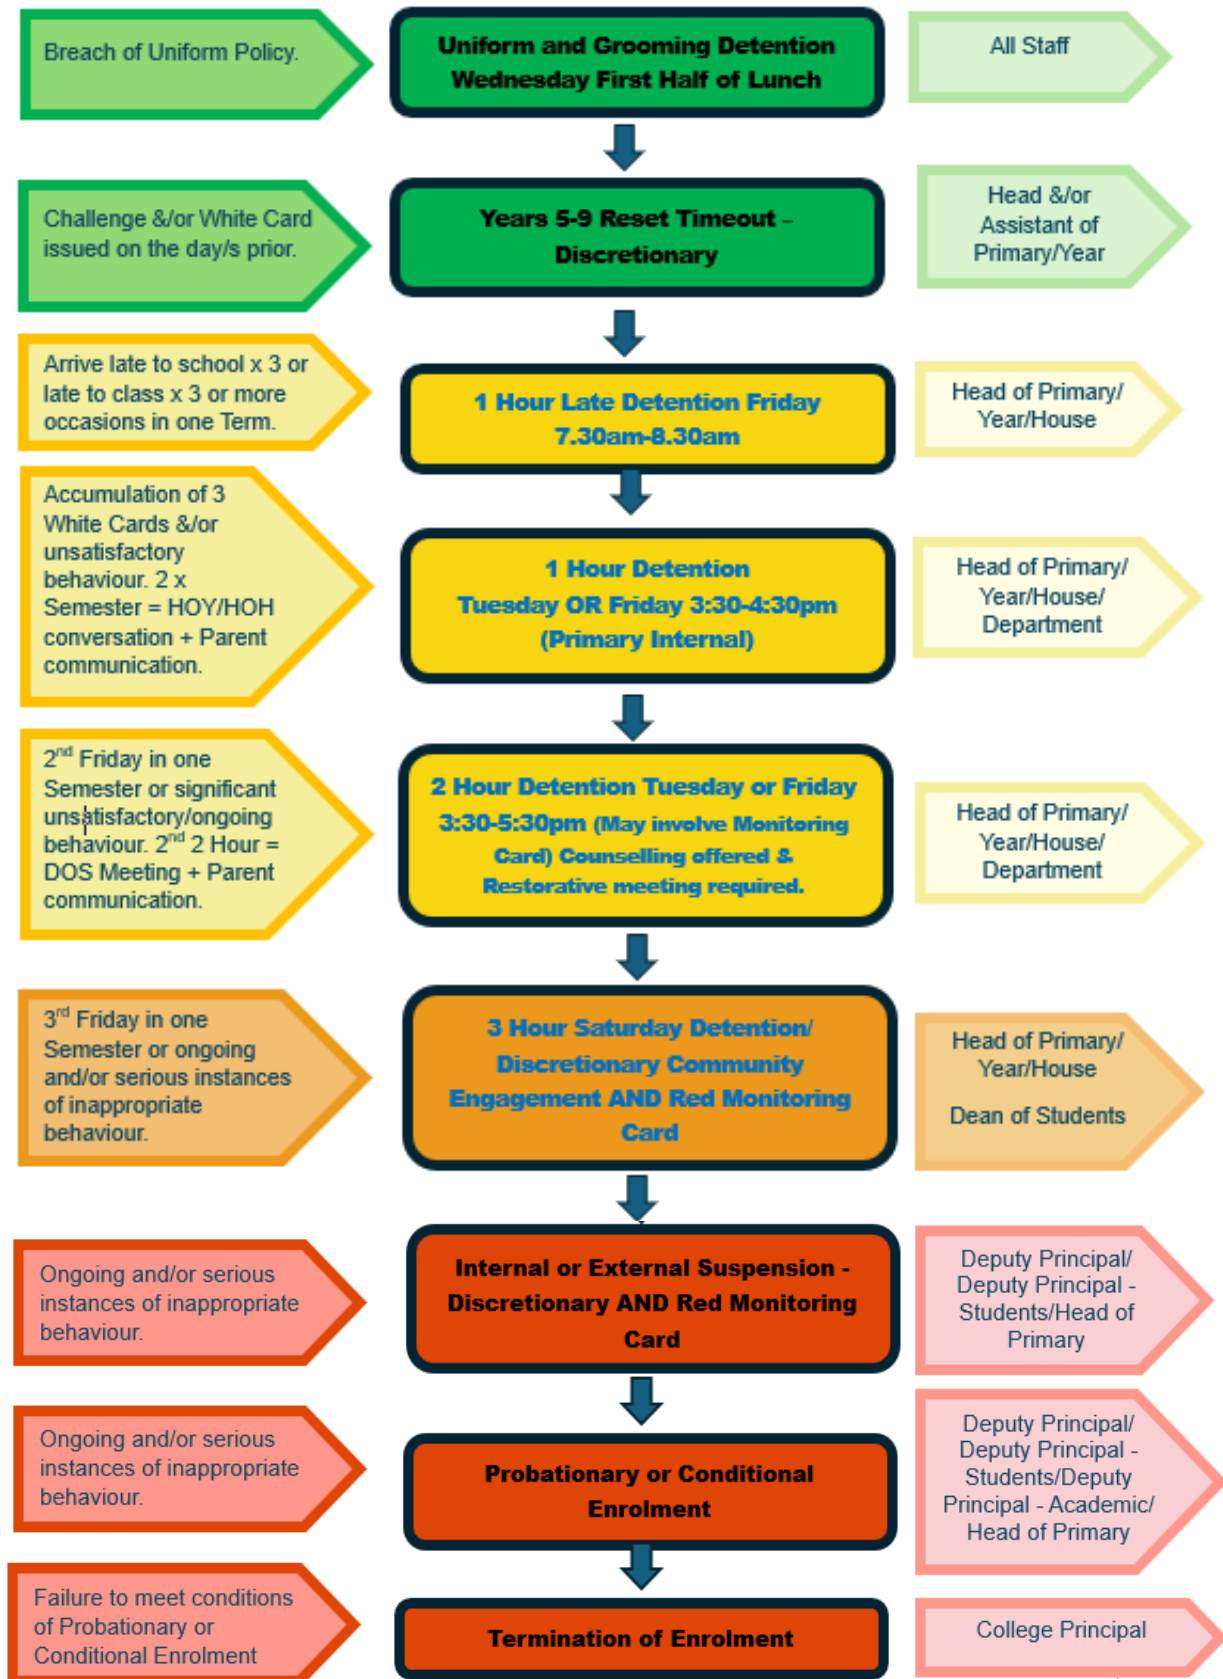 Breach of Uniform Policy.
Uniform and Grooming Detention
Wednesday First Half of Lunch
All Staff
Challenge &/or White Card
issued on the day/s prior.
Years 5-9 Reset Timeout –
Discretionary
Head &/or
Assistant of
Primary/Year
Arrive late to school x 3 or
late to class x 3 or more
occasions in one Term.
1 Hour Late Detention Friday
7.30am-8.30am
Head of Primary/
Year/House
Accumulation of 3
White Cards &/or
unsatisfactory
behaviour. 2 x
Semester = HOY/HOH
conversation + Parent
communication.
1 Hour Detention
Tuesday OR Friday 3:30-4:30pm
(Primary Internal)
Head of Primary/
Year/House/
Department
2nd Friday in one
Semester or significant
unsatisfactory/ongoing
behaviour. 2nd 2 Hour =
DOS Meeting + Parent
communication.
2 Hour Detention Tuesday or Friday
3:30-5:30pm (May involve Monitoring
Card) Counselling offered &
Restorative meeting required.
Head of Primary/
Year/House/
Department
3rd Friday in one
Semester or ongoing
and/or serious instances
of inappropriate
behaviour.
3 Hour Saturday Detention/
Discretionary Community
Engagement AND Red Monitoring
Card
Head of Primary/
Year/House
Dean of Students
Ongoing and/or serious
instances of inappropriate
behaviour.
Internal or External Suspension -
Discretionary AND Red Monitoring
Card
Deputy Principal/
Deputy Principal -
Students/Head of
Primary
Ongoing and/or serious
instances of inappropriate
behaviour.
Probationary or Conditional
Enrolment
Deputy Principal/
Deputy Principal -
Students/Deputy
Principal - Academic/
Head of Primary
Failure to meet conditions
of Probationary or
Conditional Enrolment
Termination of Enrolment
College Principal